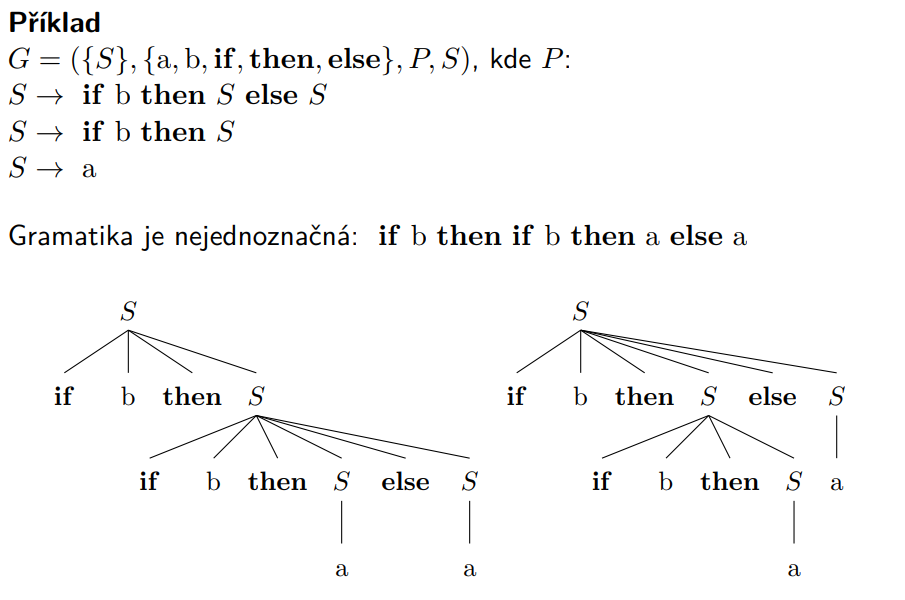 Příklad
G = ({S}, {a, b, if, then, else}, P, S), kde P:
S → if b then S else S
S → if b then S
S → a
Gramatika je nejednoznačná: if b then if b then a else a
S S
if b then S if b then S else S
if b then S else S if b then S a
a a a